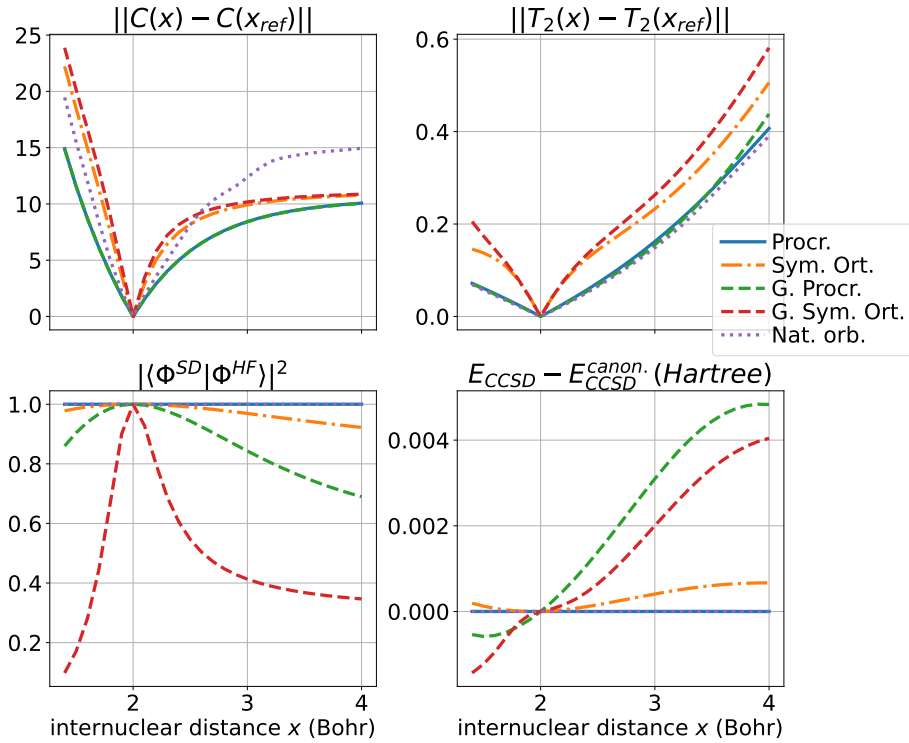 ||C(x) − C(x_ref)||
25
20
15
10
5
0
||T_2(x) − T_2(x_ref)||
0.6
0.4
0.2
0.0
Procr.
Sym. Ort.
G. Procr.
G. Sym. Ort.
Nat. orb.
|⟨Φ^SD|Φ^HF⟩|^2
1.0
0.8
0.6
0.4
0.2
2 3 4
internuclear distance x (Bohr)
E_CCSD − E_CCSD^canon. (Hartree)
0.004
0.002
0.000
2 3 4
internuclear distance x (Bohr)